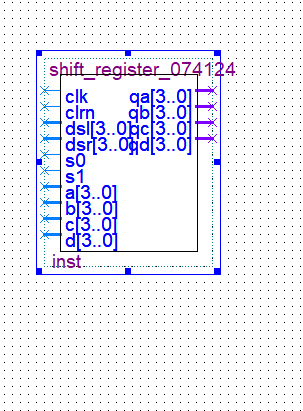 shift_register_074124
clk qa[3..0]
clrn qb[3..0]
dsl[3..0] qc[3..0]
dsr[3..0] qd[3..0]
s0
s1
a[3..0]
b[3..0]
c[3..0]
d[3..0]
inst